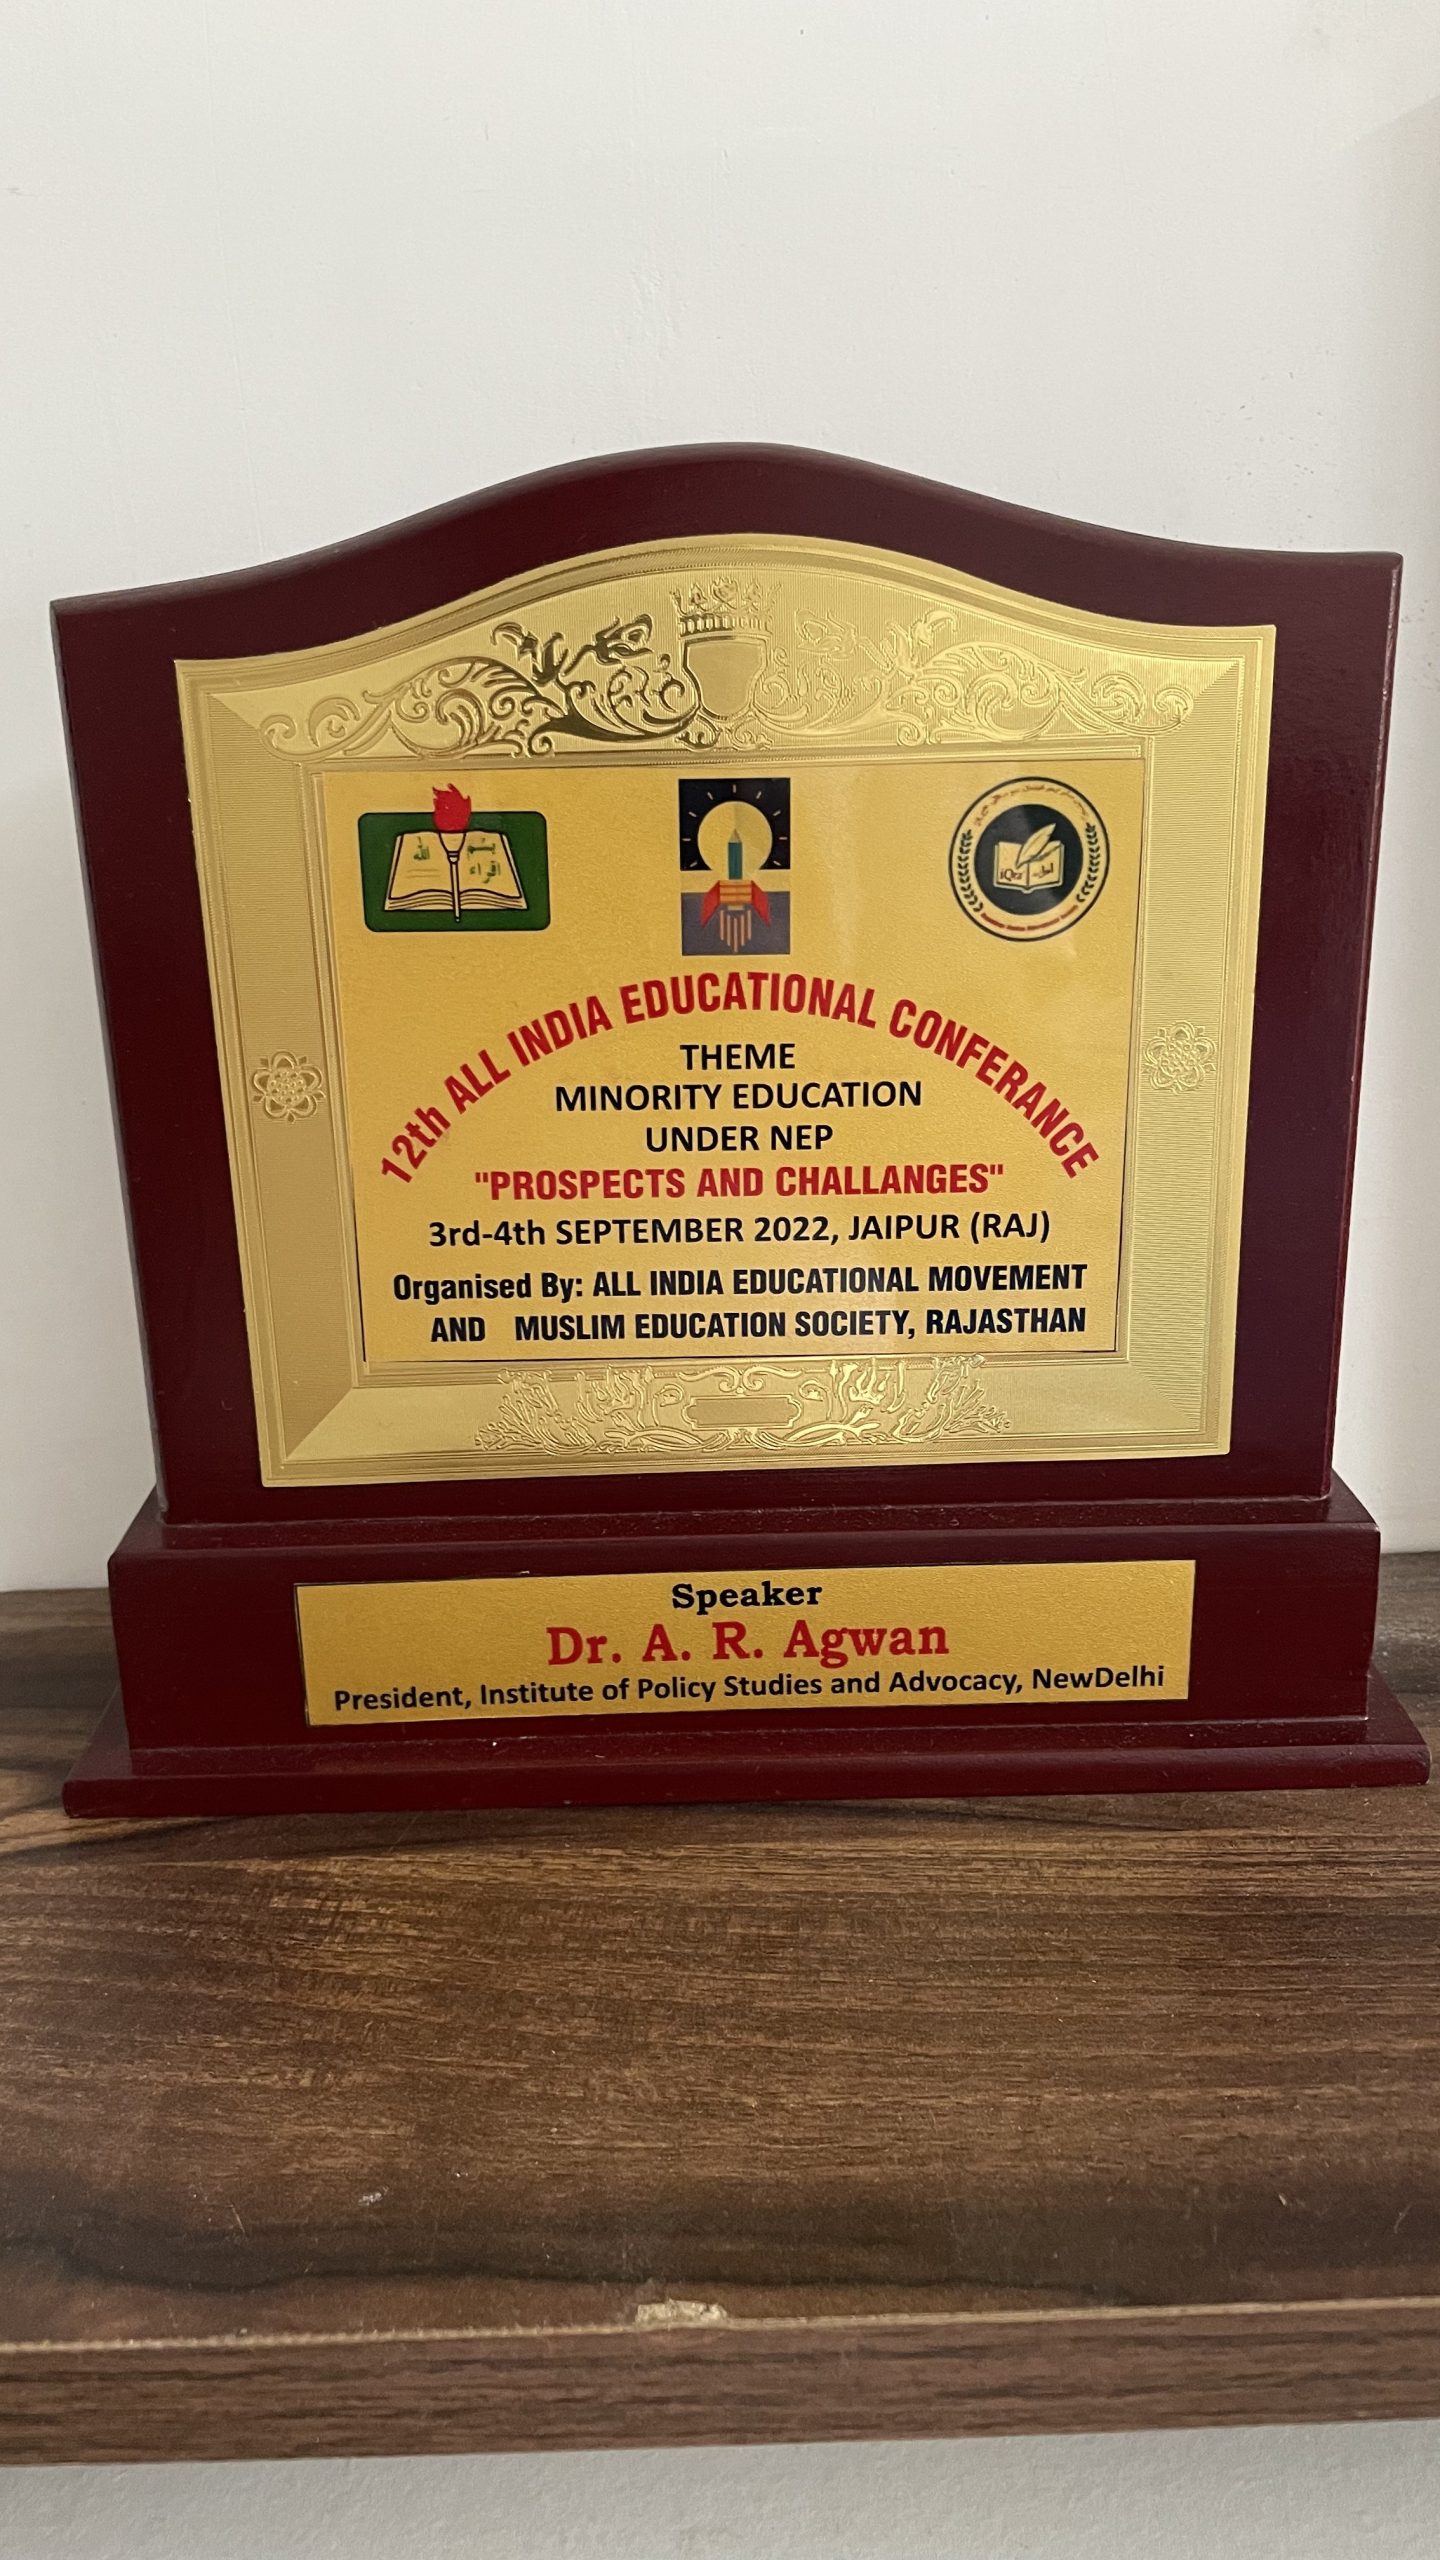 iQra
12th ALL INDIA EDUCATIONAL CONFERANCE
THEME
MINORITY EDUCATION
UNDER NEP
"PROSPECTS AND CHALLANGES"
3rd-4th SEPTEMBER 2022, JAIPUR (RAJ)
Organised By: ALL INDIA EDUCATIONAL MOVEMENT
AND MUSLIM EDUCATION SOCIETY, RAJASTHAN
Speaker
Dr. A. R. Agwan
President, Institute of Policy Studies and Advocacy, NewDelhi